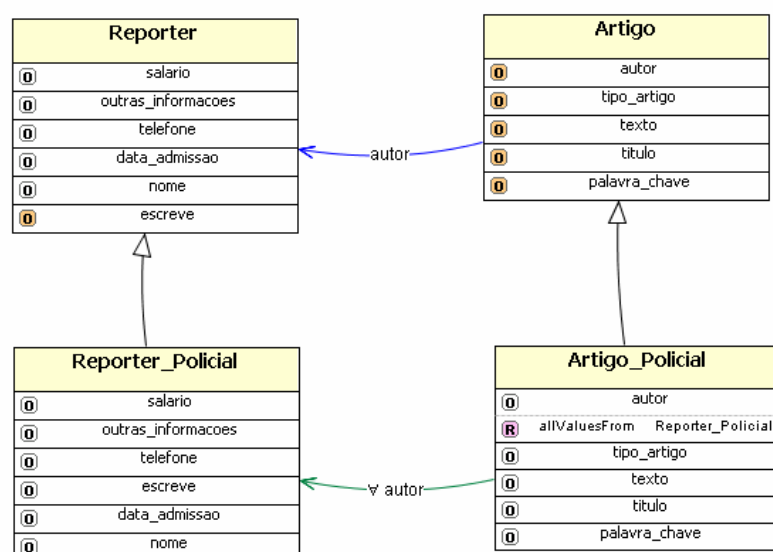 Reporter
O salario
O outras_informacoes
O telefone
O data_admissao
O nome
O escreve
Artigo
O autor
O tipo_artigo
O texto
O titulo
O palavra_chave
autor
Reporter_Policial
O salario
O outras_informacoes
O telefone
O escreve
O data_admissao
O nome
Artigo_Policial
O autor
R allValuesFrom Reporter_Policial
O tipo_artigo
O texto
O titulo
O palavra_chave
∀ autor